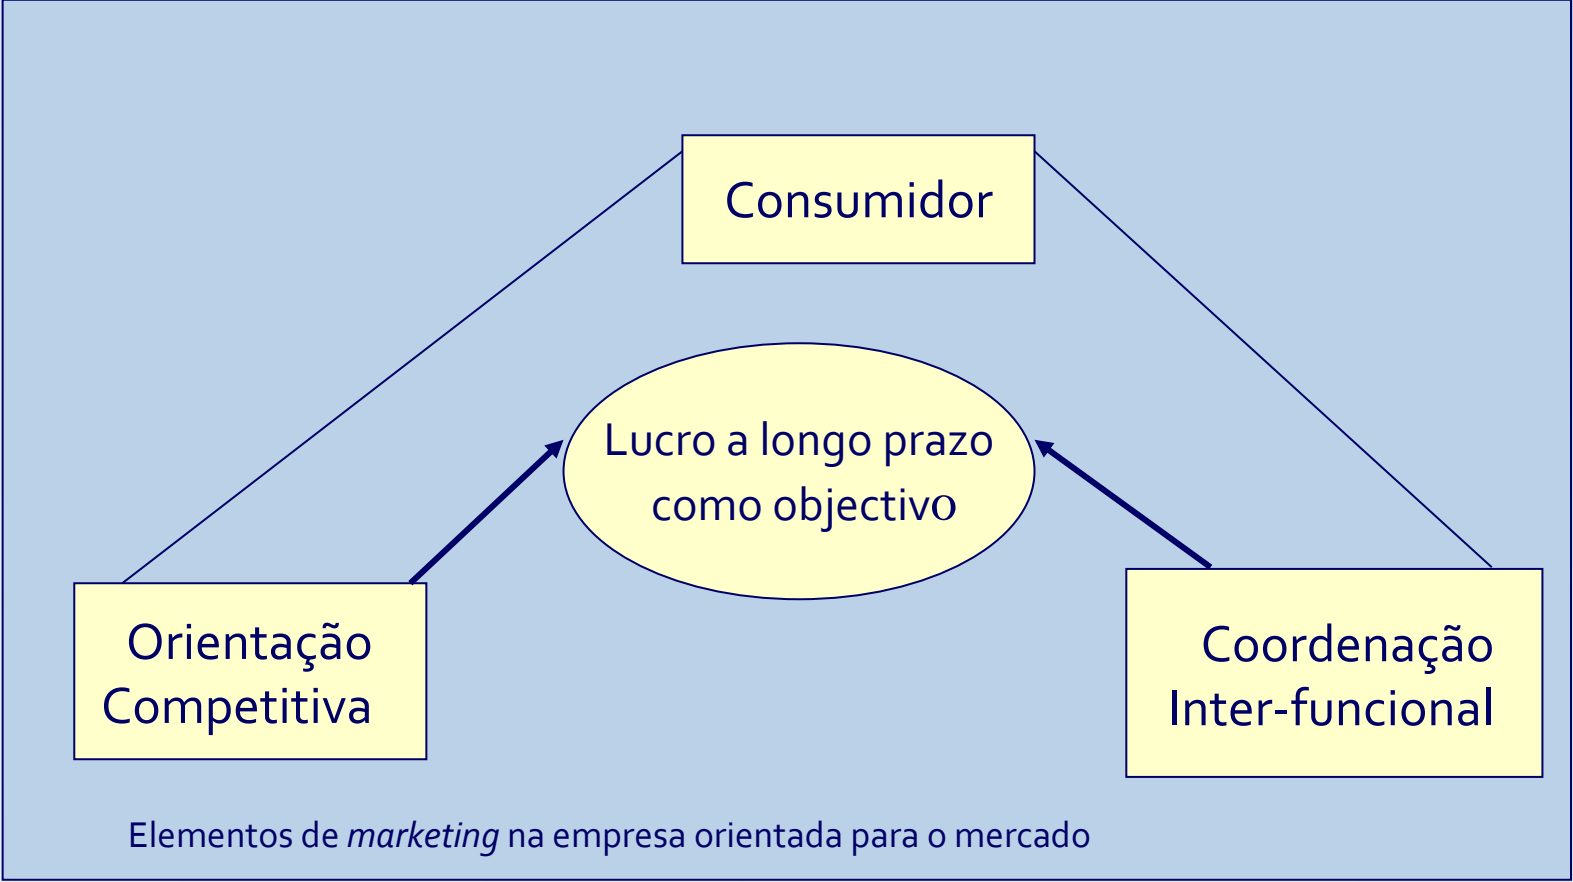 Consumidor
Lucro a longo prazo
como objectivo
Orientação
Competitiva
Coordenação
Inter-funcional
Elementos de marketing na empresa orientada para o mercado